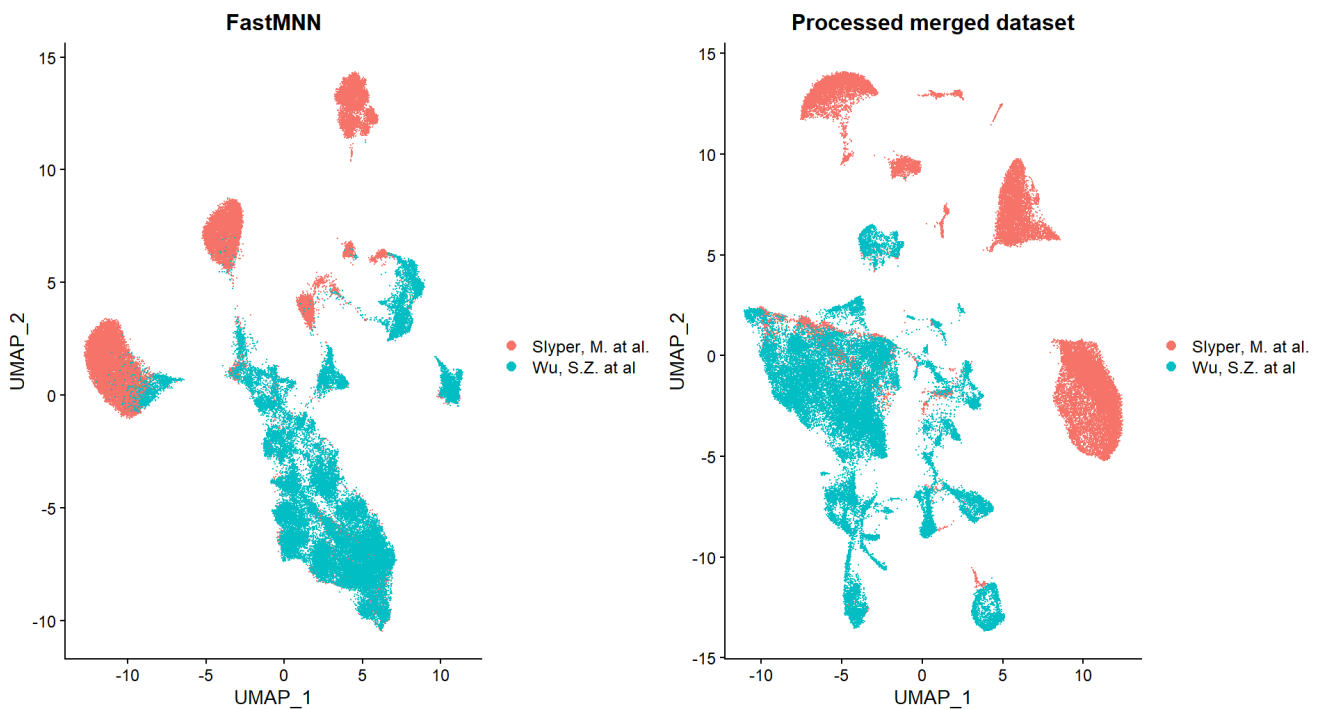 FastMNN
15
10
5
0
-5
-10
-10
-5
0
5
10
UMAP_1
UMAP_2
Slyper, M. at al.
Wu, S.Z. at al
Processed merged dataset
15
10
5
0
-5
-10
-15
-10
-5
0
5
10
UMAP_1
UMAP_2
Slyper, M. at al.
Wu, S.Z. at al